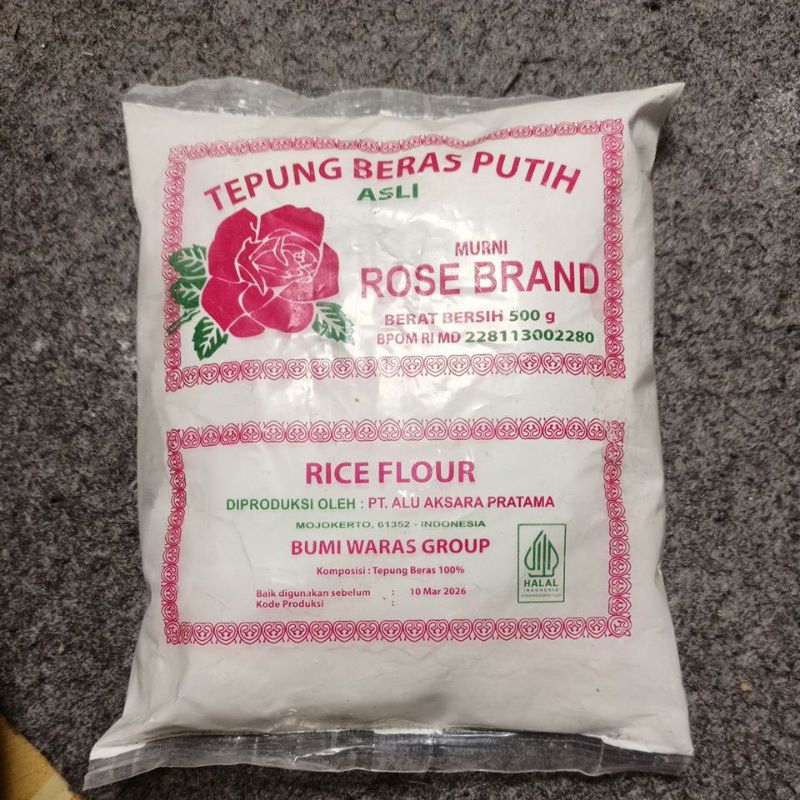 TEPUNG BERAS PUTIH
ASLI
MURNI
ROSE BRAND
BERAT BERSIH 500 g
BPOM RI MD 228113002280
RICE FLOUR
DIPRODUKSI OLEH : PT. ALU AKSARA PRATAMA
MOJOKERTO, 61352 - INDONESIA
BUMI WARAS GROUP
Komposisi : Tepung Beras 100%
Baik digunakan sebelum : 10 Mar 2026
Kode Produksi :
HALAL
INDONESIA